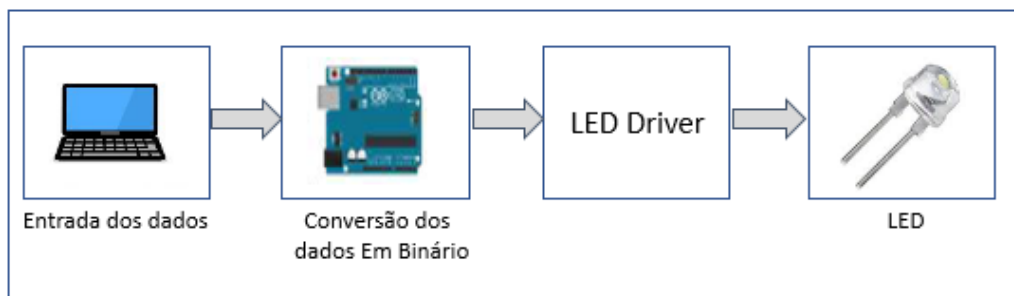 LED Driver
Entrada dos dados
Conversão dos
dados Em Binário
LED